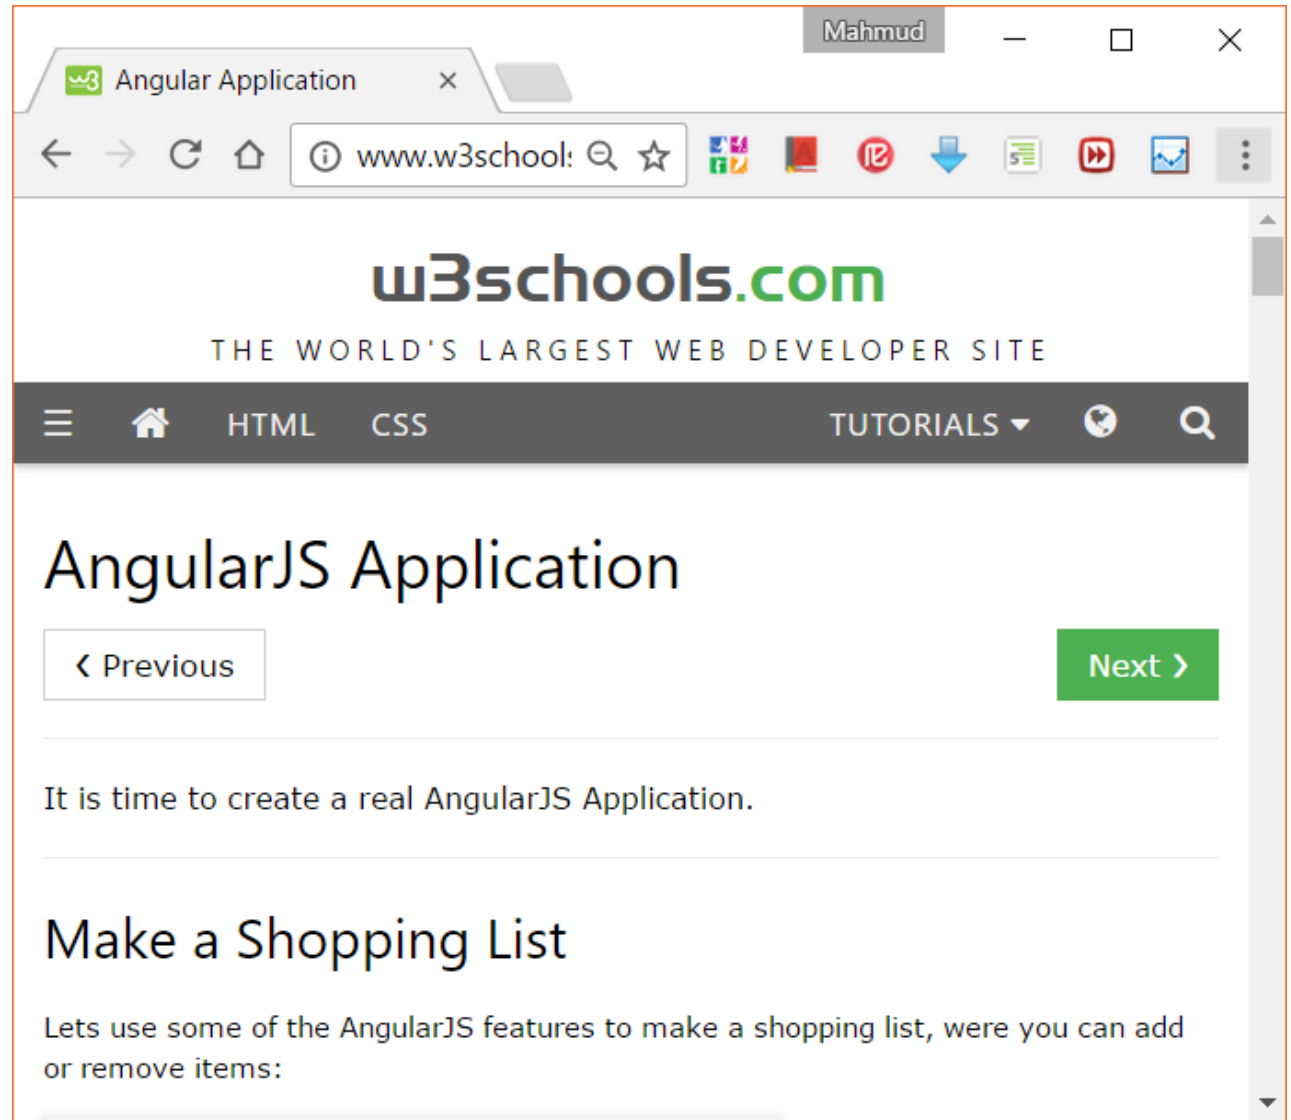 Mahmud
Angular Application
www.w3schools
w3schools.com
THE WORLD'S LARGEST WEB DEVELOPER SITE
HTML CSS TUTORIALS
AngularJS Application
❮ Previous Next ❯
It is time to create a real AngularJS Application.
Make a Shopping List
Lets use some of the AngularJS features to make a shopping list, were you can add
or remove items: